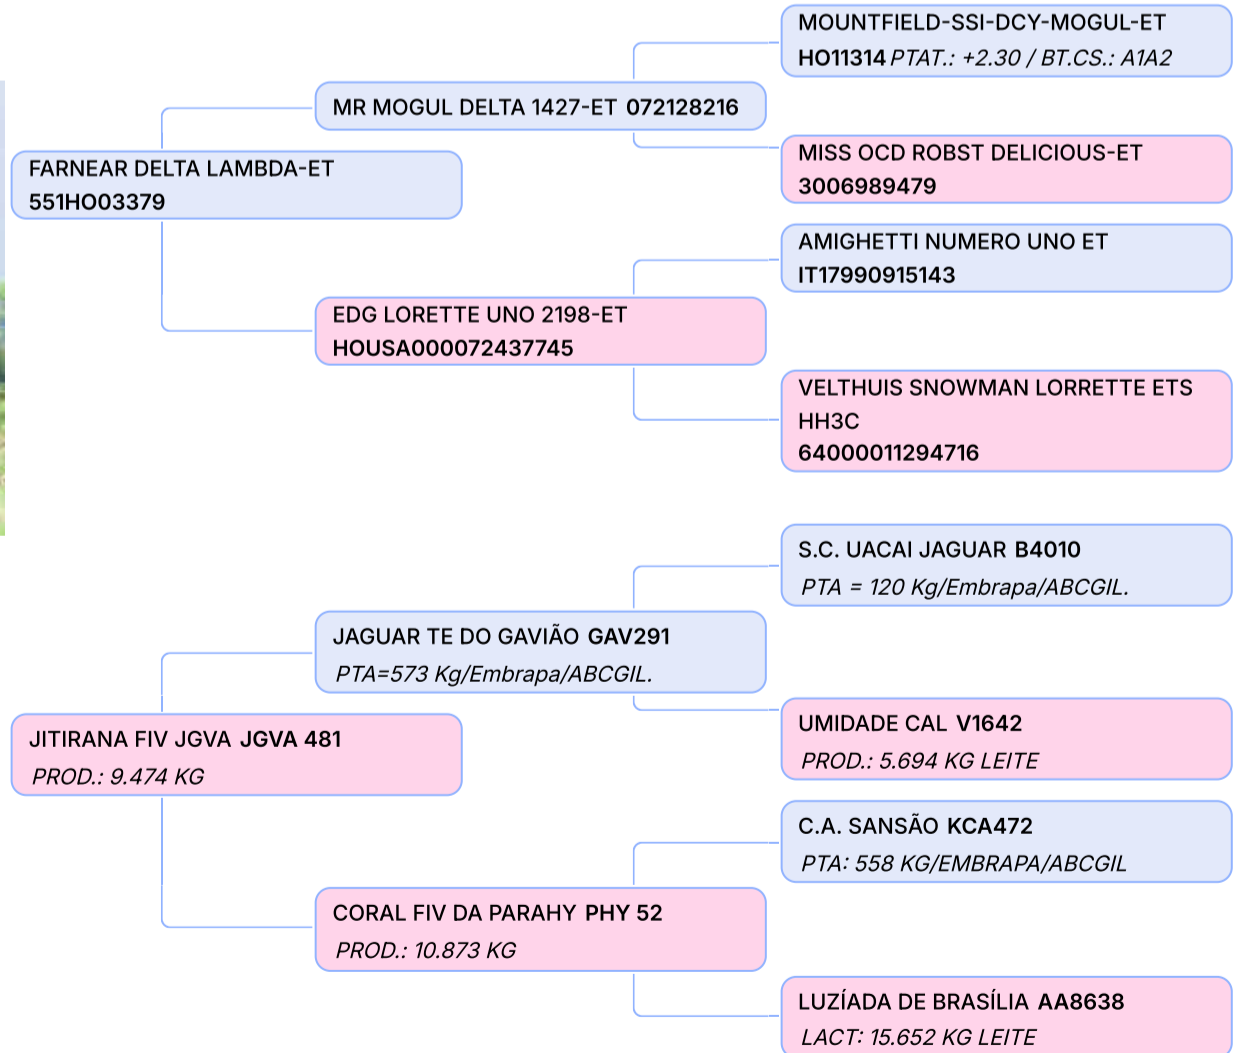 MOUNTFIELD-SSI-DCY-MOGUL-ET
HO11314 PTAT.: +2.30 / BT.CS.: A1A2
MR MOGUL DELTA 1427-ET 072128216
MISS OCD ROBST DELICIOUS-ET
3006989479
FARNEAR DELTA LAMBDA-ET
551HO03379
AMIGHETTI NUMERO UNO ET
IT17990915143
EDG LORETTE UNO 2198-ET
HOUSA000072437745
VELTHUIS SNOWMAN LORRETTE ETS
HH3C
64000011294716
S.C. UACAI JAGUAR B4010
PTA = 120 Kg/Embrapa/ABCGIL.
JAGUAR TE DO GAVIÃO GAV291
PTA=573 Kg/Embrapa/ABCGIL.
UMIDADE CAL V1642
PROD.: 5.694 KG LEITE
JITIRANA FIV JGVA JGVA 481
PROD.: 9.474 KG
C.A. SANSÃO KCA472
PTA: 558 KG/EMBRAPA/ABCGIL
CORAL FIV DA PARAHY PHY 52
PROD.: 10.873 KG
LUZÍADA DE BRASÍLIA AA8638
LACT: 15.652 KG LEITE